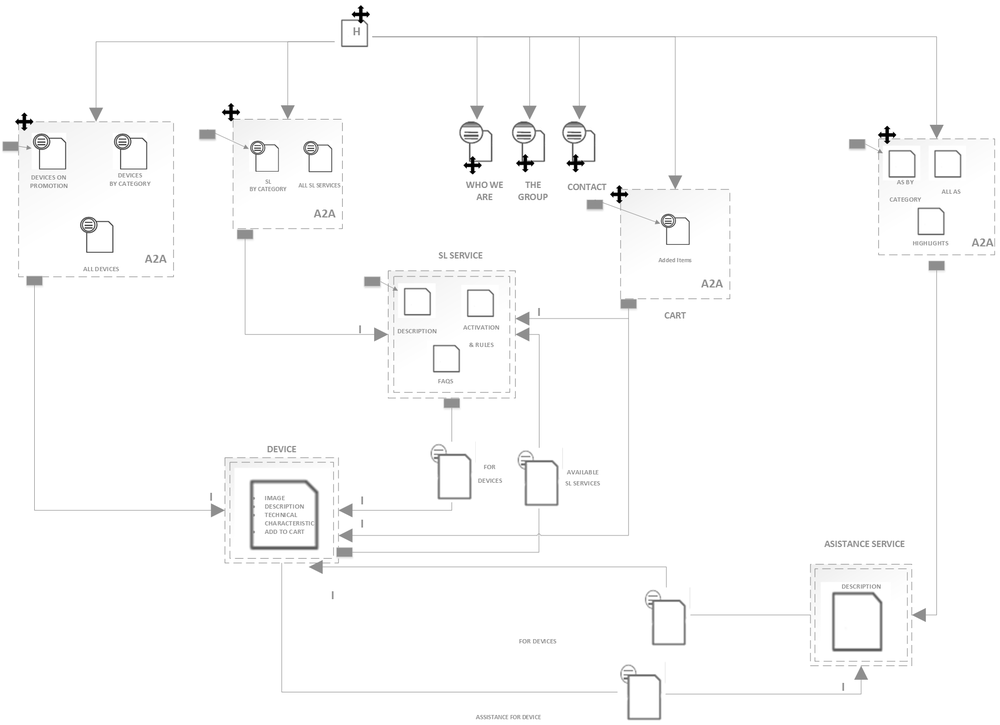 H
DEVICES ON
PROMOTION
DEVICES
BY CATEGORY
ALL DEVICES
A2A
SL
BY CATEGORY
ALL SL SERVICES
A2A
WHO WE
ARE
THE
GROUP
CONTACT
Added Items
A2A
CART
AS BY
CATEGORY
ALL AS
HIGHLIGHTS
A2A
SL SERVICE
DESCRIPTION
ACTIVATION
& RULES
FAQS
I
I
FOR
DEVICES
AVAILABLE
SL SERVICES
DEVICE
IMAGE
DESCRIPTION
TECHNICAL
CHARACTERISTIC
ADD TO CART
I
I
I
I
ASISTANCE SERVICE
DESCRIPTION
FOR DEVICES
ASSISTANCE FOR DEVICE
I